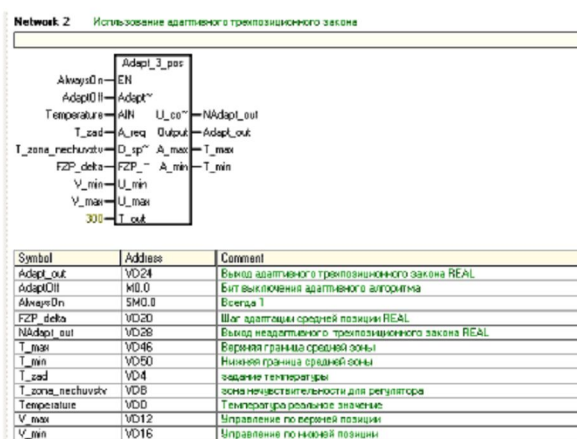 Network 2 Использование адаптивного трехпозиционного закона
Adapt_3_pos
AlwaysOn EN
AdaptOff Adapt~
Temperature AIN U_co~ NAdapt_out
T_zad A_req Output Adapt_out
T_zona_nechuvstv D_sp~ A_max T_max
FZP_delta FZP_~ A_min T_min
V_min U_min
V_max U_max
300 T_out
Symbol Address Comment
Adapt_out VD24 Выход адаптивного трехпозиционного закона REAL
AdaptOff M0.0 Бит выключения адаптивного алгоритма
AlwaysOn SM0.0 Всегда 1
FZP_delta VD20 Шаг адаптации средней позиции REAL
NAdapt_out VD28 Выход неадаптивного трехпозиционного закона REAL
T_max VD46 Верхняя граница средней зоны
T_min VD50 Нижняя граница средней зоны
T_zad VD4 задание температуры
T_zona_nechuvstv VD8 зона нечувствительности для регулятора
Temperature VD0 Температура реальное значение
V_max VD12 Управление по верхней позиции
V_min VD16 Управление по нижней позиции